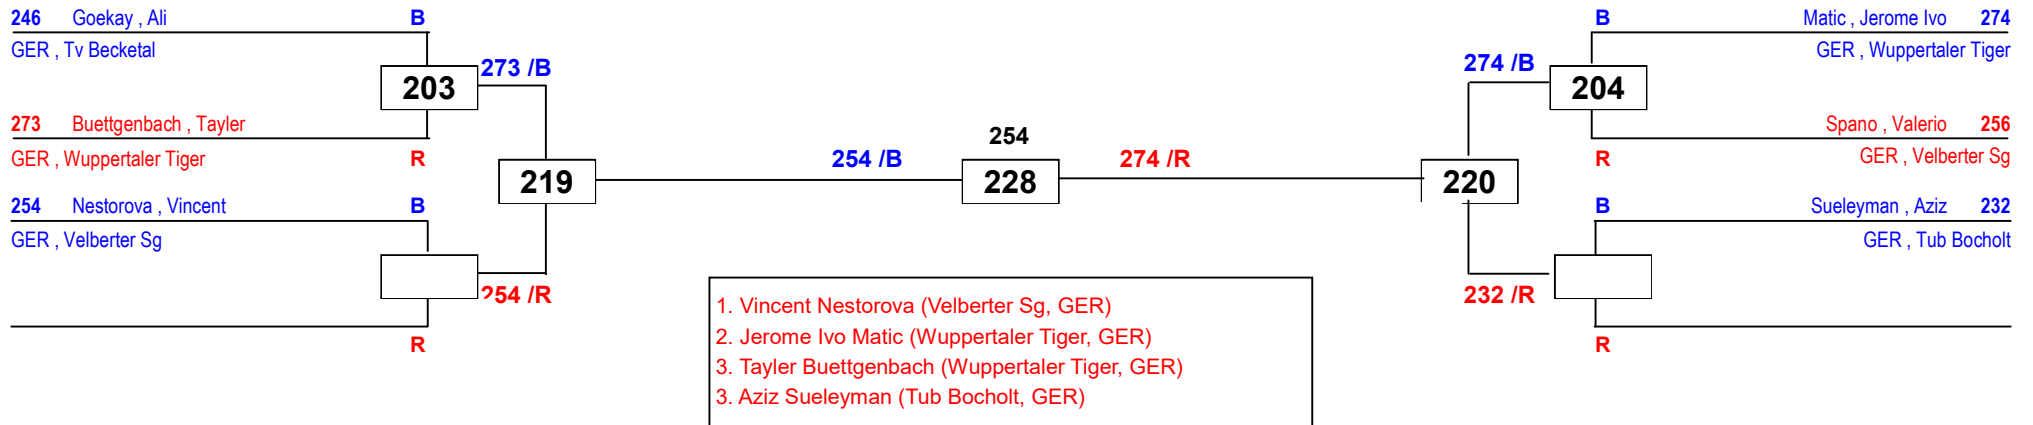 246 Goekay , Ali B
GER , Tv Becketal
203
273 /B
273 Buettgenbach , Tayler
GER , Wuppertaler Tiger R
219
254 Nestorova , Vincent B
GER , Velberter Sg
254 /R
R
254 /B
254
228
274 /R
B Matic , Jerome Ivo 274
GER , Wuppertaler Tiger
274 /B
204
Spano , Valerio 256
R GER , Velberter Sg
220
B Sueleyman , Aziz 232
GER , Tub Bocholt
232 /R
R
1. Vincent Nestorova (Velberter Sg, GER)
2. Jerome Ivo Matic (Wuppertaler Tiger, GER)
3. Tayler Buettgenbach (Wuppertaler Tiger, GER)
3. Aziz Sueleyman (Tub Bocholt, GER)